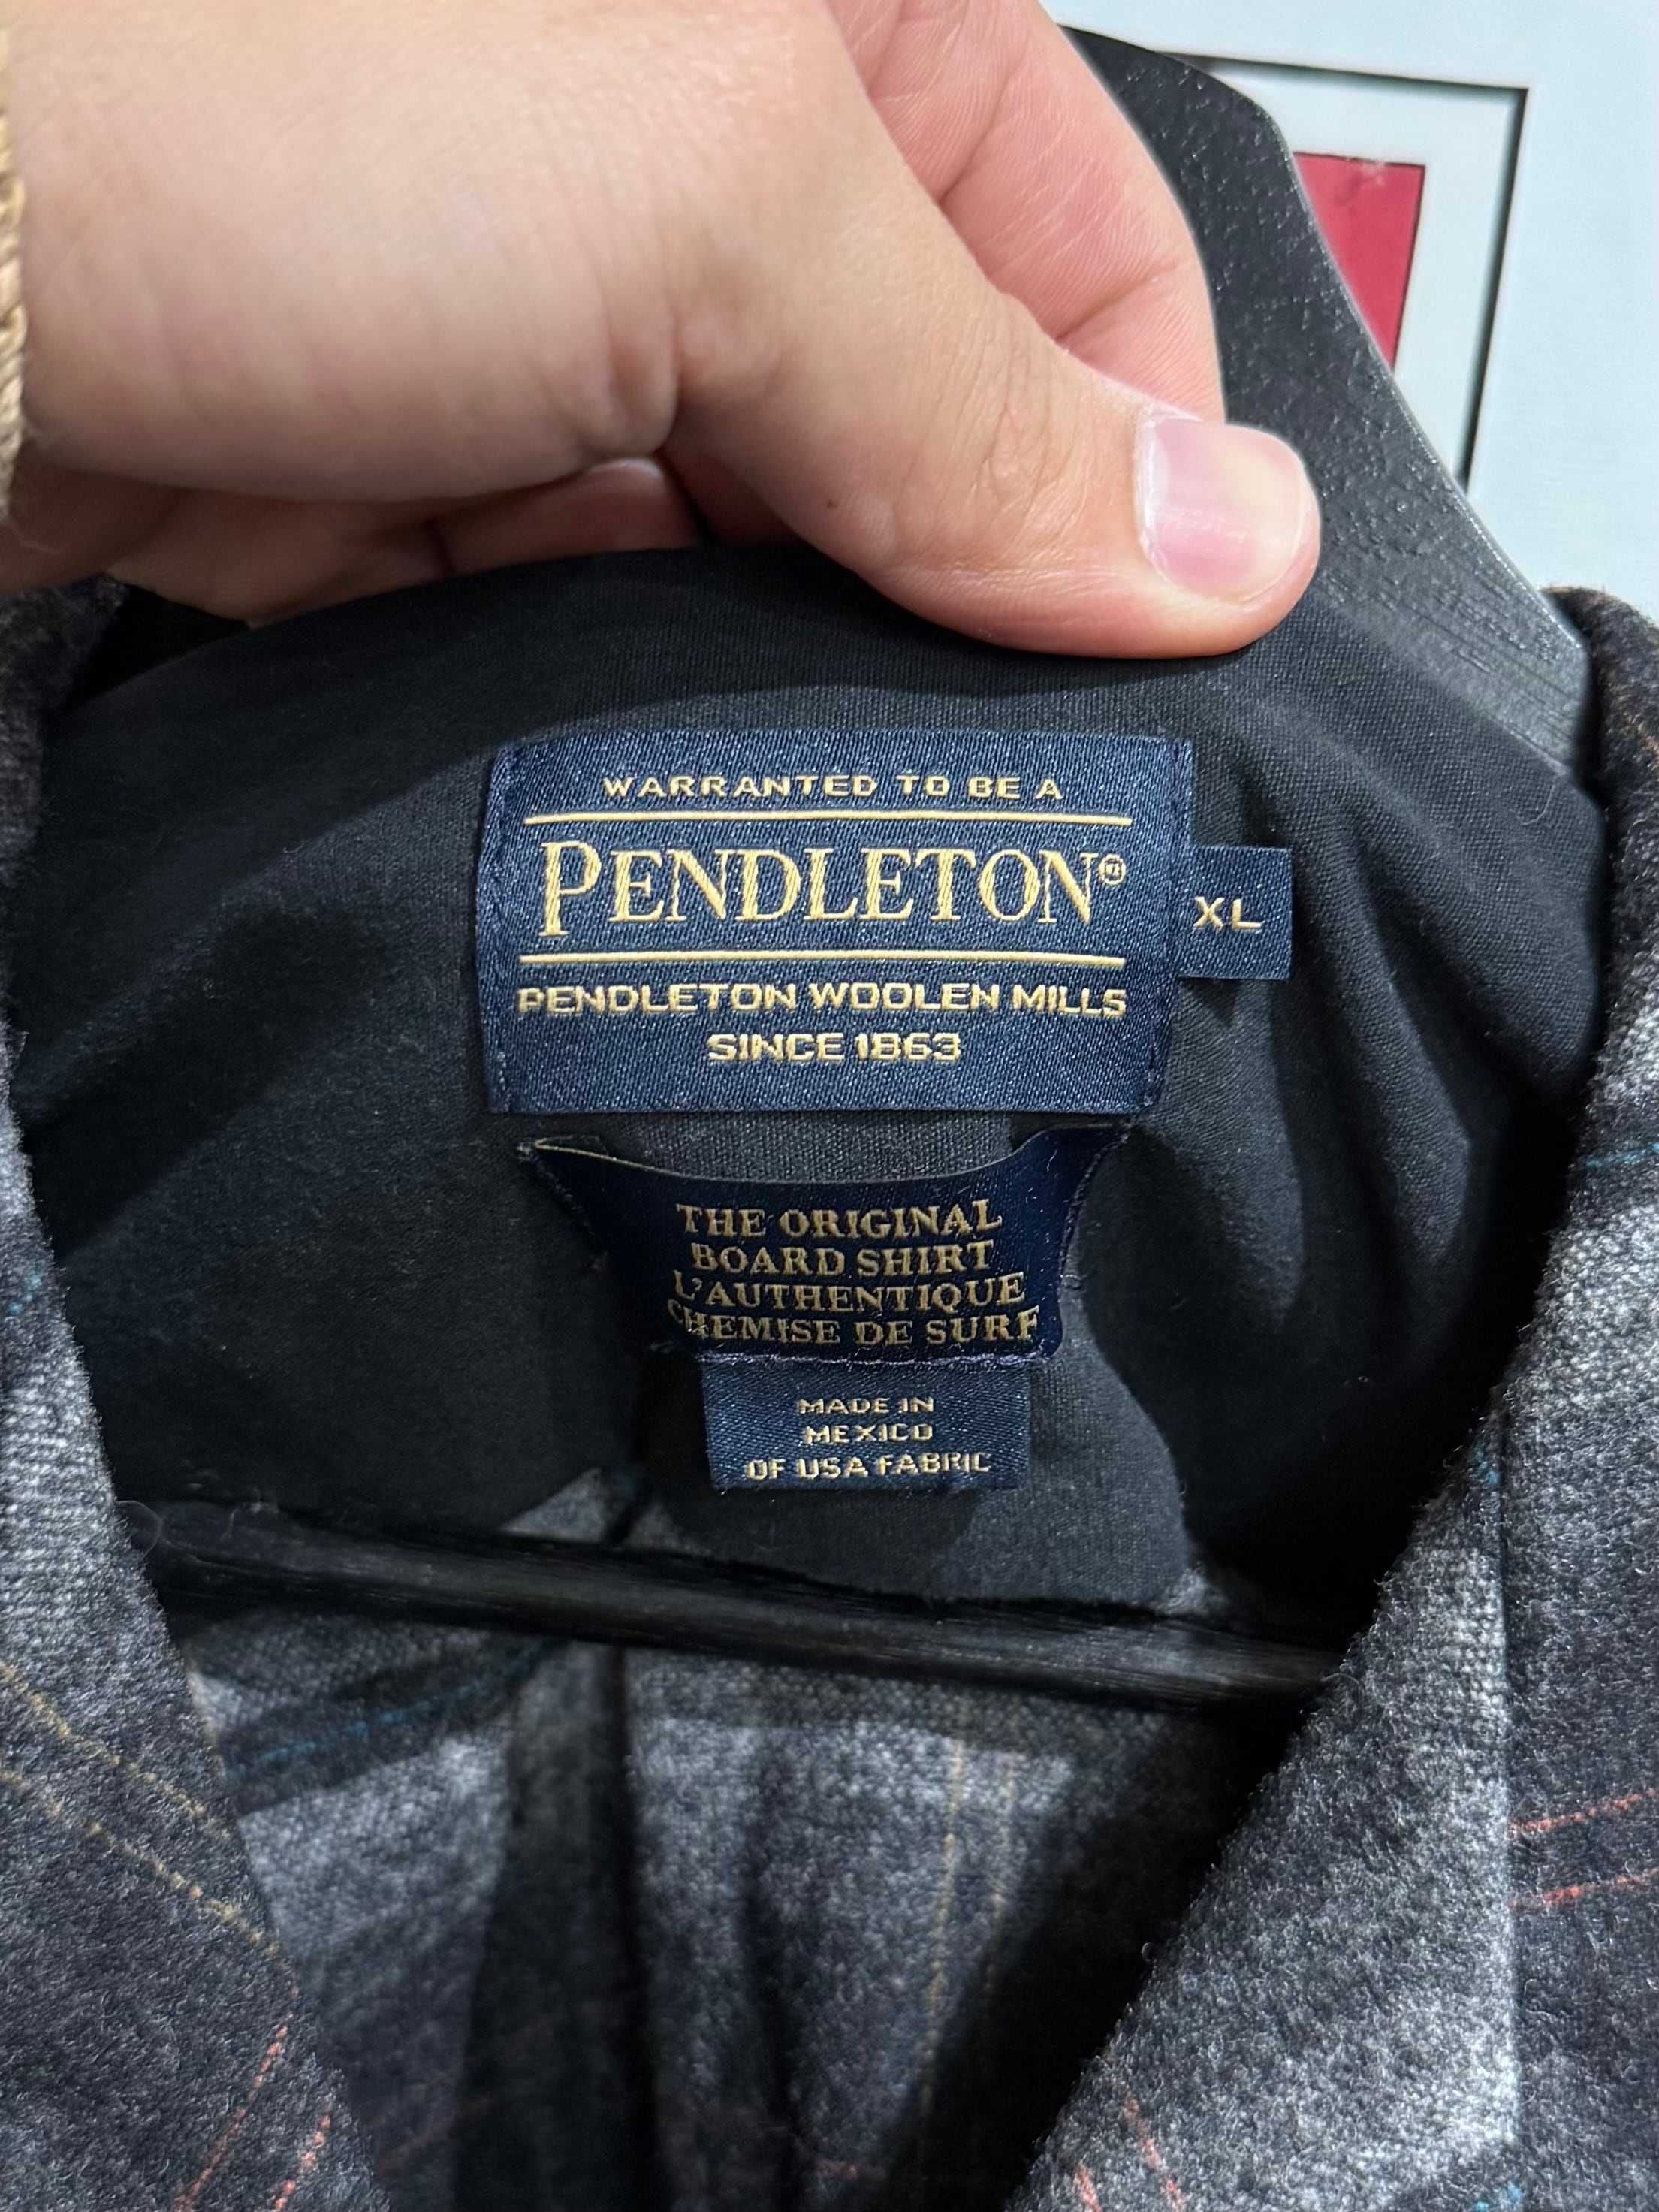 WARRANTED TO BE A
PENDLETON®
XL
PENDLETON WOOLEN MILLS
SINCE 1863
THE ORIGINAL
BOARD SHIRT
L'AUTHENTIQUE
CHEMISE DE SURF
MADE IN
MEXICO
OF USA FABRIC